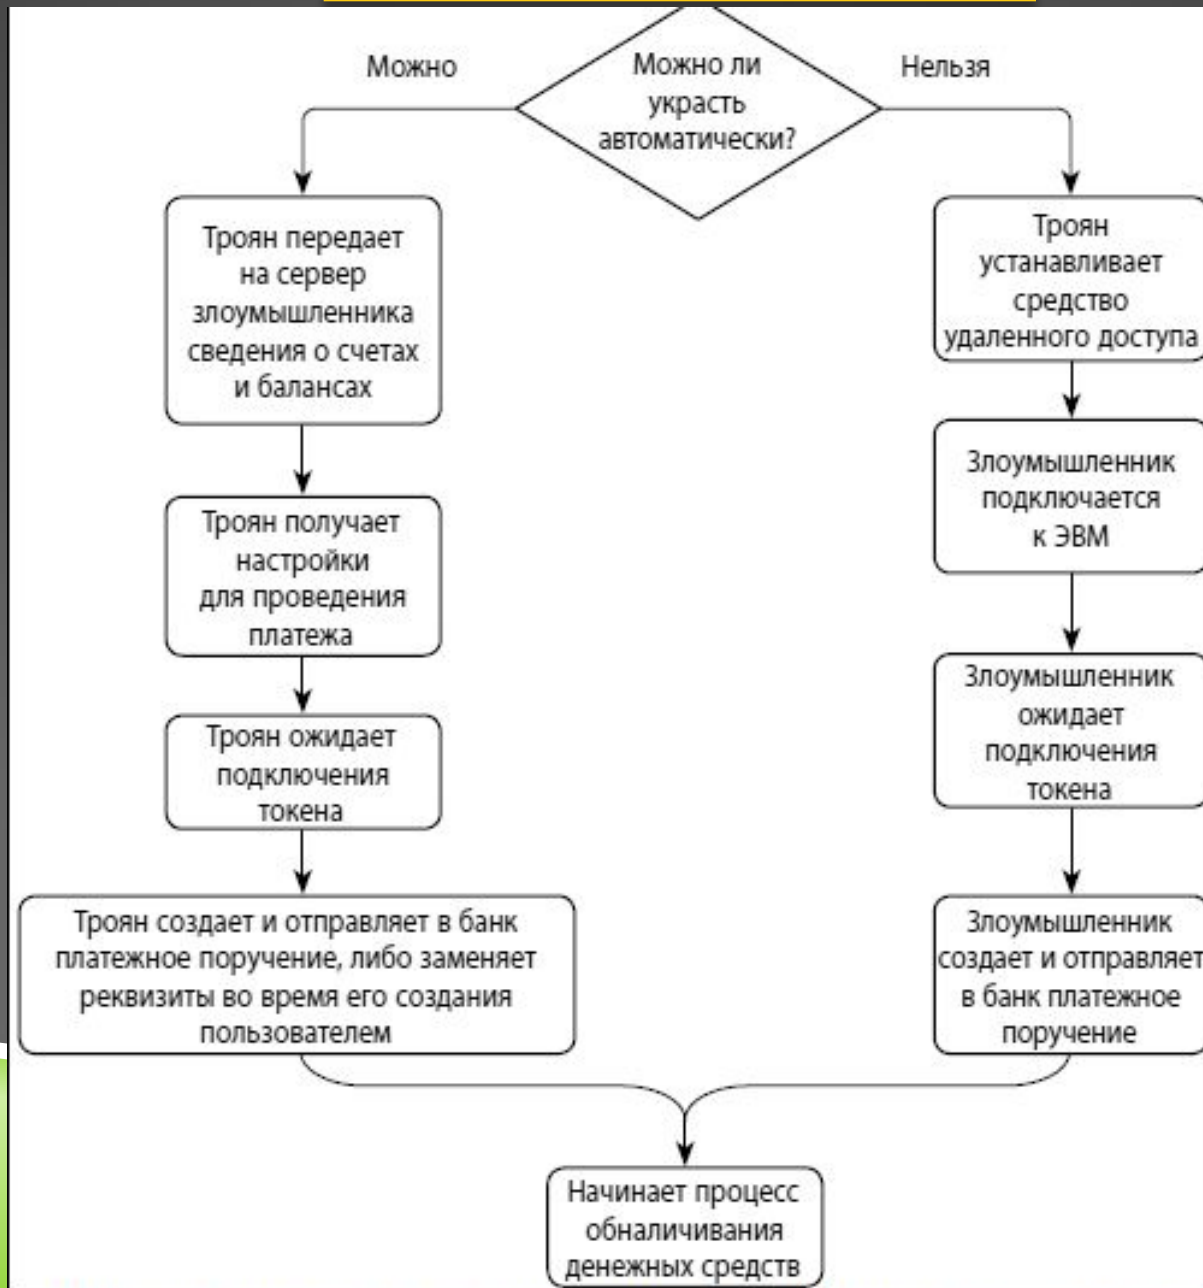 Можно ли
украсть
автоматически?
Можно
Нельзя
Троян передает
на сервер
злоумышленника
сведения о счетах
и балансах
Троян получает
настройки
для проведения
платежа
Троян ожидает
подключения
токена
Троян создает и отправляет в банк
платежное поручение, либо заменяет
реквизиты во время его создания
пользователем
Троян
устанавливает
средство
удаленного доступа
Злоумышленник
подключается
к ЭВМ
Злоумышленник
ожидает
подключения
токена
Злоумышленник
создает и отправляет
в банк платежное
поручение
Начинает процесс
обналичивания
денежных средств